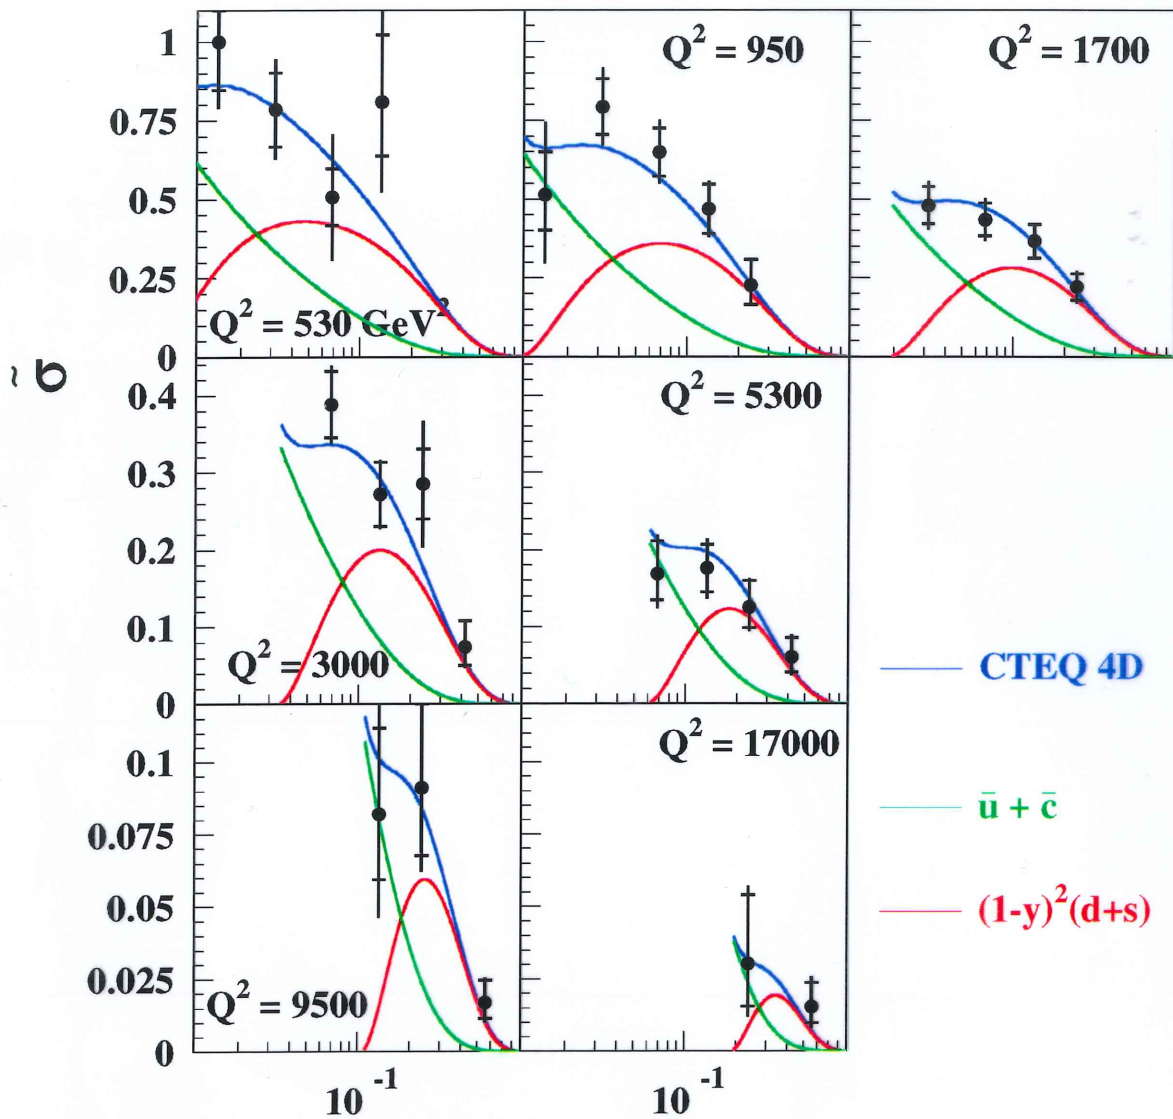 1
0.75
0.5
0.25
0
Q² = 530 GeV²
Q² = 950
Q² = 1700
σ̃
0.4
0.3
0.2
0.1
0
Q² = 3000
Q² = 5300
0.1
0.075
0.05
0.025
0
Q² = 9500
Q² = 17000
10⁻¹
10⁻¹
CTEQ 4D
ū + c̄
(1-y)²(d+s)